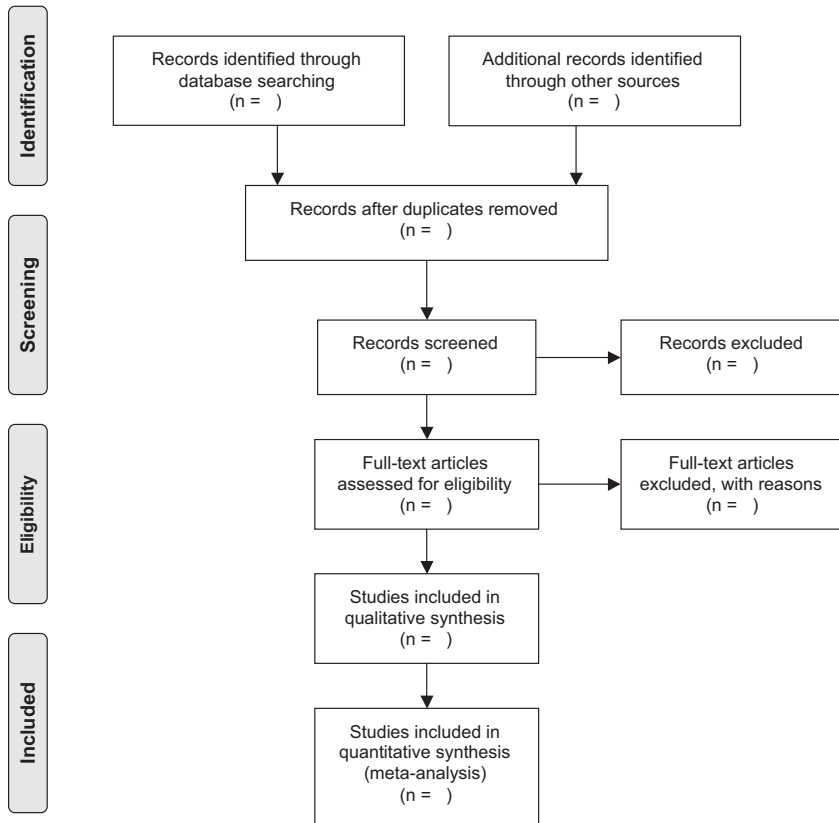 Identification
Records identified through
database searching
(n =   )
Additional records identified
through other sources
(n =   )
Records after duplicates removed
(n =   )
Screening
Records screened
(n =   )
Records excluded
(n =   )
Eligibility
Full-text articles
assessed for eligibility
(n =   )
Full-text articles
excluded, with reasons
(n =   )
Studies included in
qualitative synthesis
(n =   )
Included
Studies included in
quantitative synthesis
(meta-analysis)
(n =   )